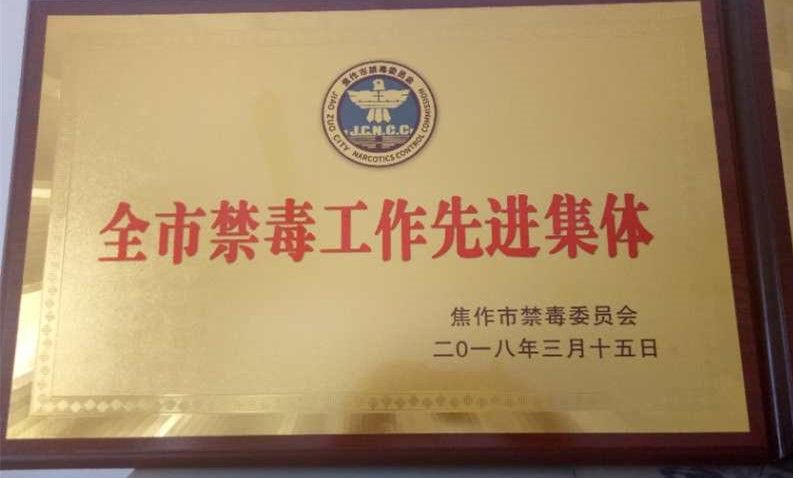 焦作市禁毒委员会
J.C.N.C.C
JIAO ZUO CITY NARCOTICS CONTROL COMMISSION
全市禁毒工作先进集体
焦作市禁毒委员会
二0一八年三月十五日